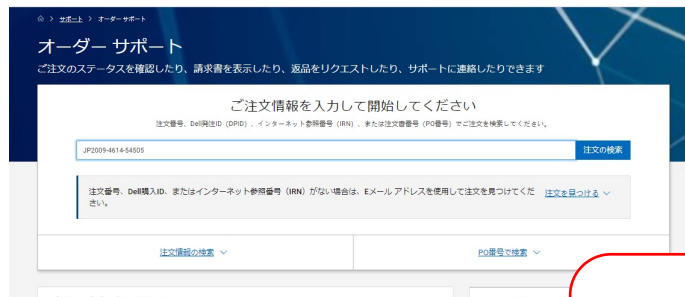 > サポート > オーダー サポート
オーダー サポート
ご注文のステータスを確認したり、請求書を表示したり、返品をリクエストしたり、サポートに連絡したりできます
ご注文情報を入力して開始してください
注文番号、Dell発注ID（DPID）、インターネット参照番号（IRN）、または注文書番号（PO番号）でご注文を検索してください。
JP2009-4614-54505
注文の検索
注文番号、Dell購入ID、またはインターネット参照番号（IRN）がない場合は、Eメール アドレスを使用して注文を見つけてくだ
さい。
注文を見つける
注文情報の検索
PO番号で検索